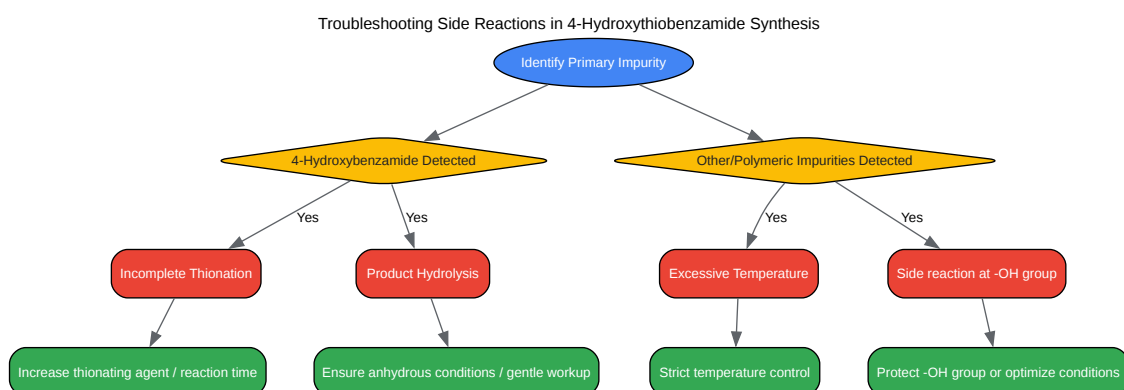 Troubleshooting Side Reactions in 4-Hydroxythiobenzamide Synthesis
Identify Primary Impurity
4-Hydroxybenzamide Detected
Other/Polymeric Impurities Detected
Yes
Yes
Yes
Yes
Incomplete Thionation
Product Hydrolysis
Excessive Temperature
Side reaction at -OH group
Increase thionating agent / reaction time
Ensure anhydrous conditions / gentle workup
Strict temperature control
Protect -OH group or optimize conditions